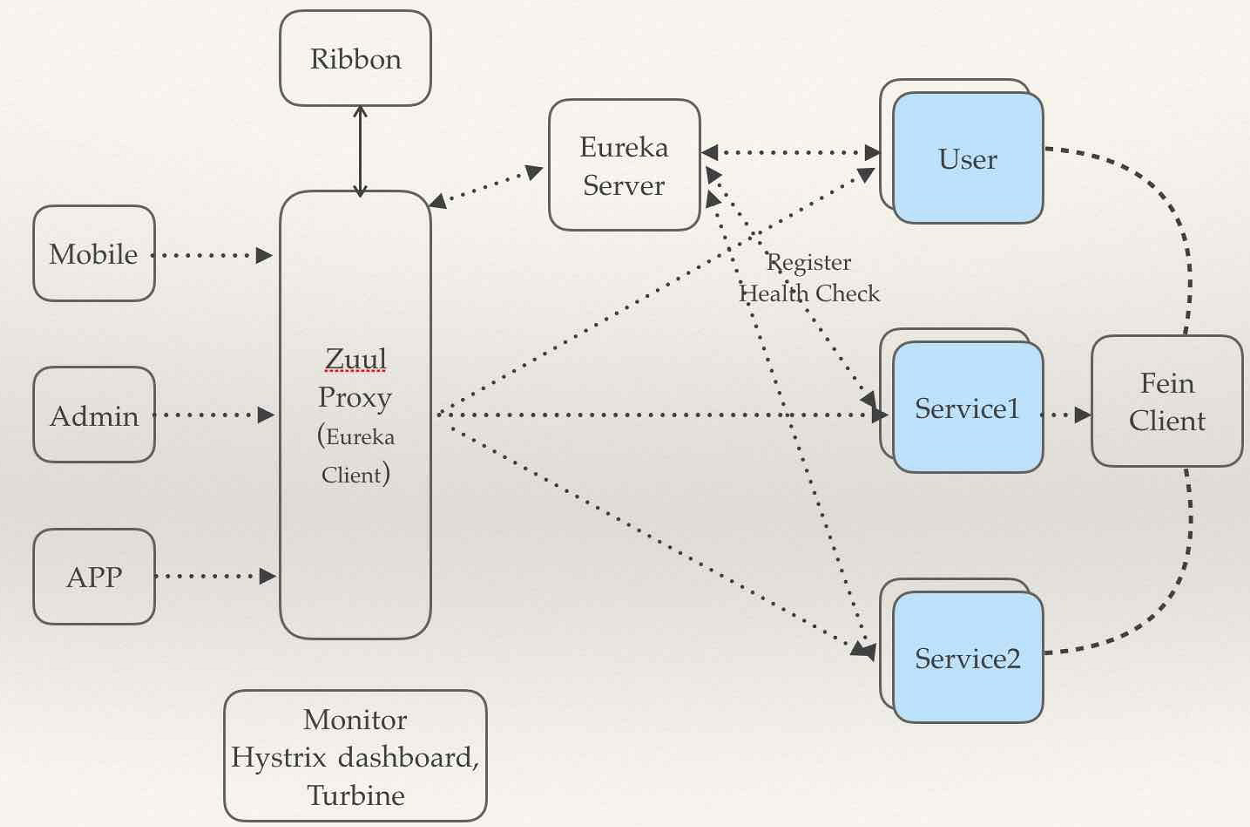 Ribbon
Eureka
Server
User
Mobile
Register
Health Check
Zuul
Proxy
(Eureka
Client)
Admin
Service1
Fein
Client
APP
Service2
Monitor
Hystrix dashboard,
Turbine